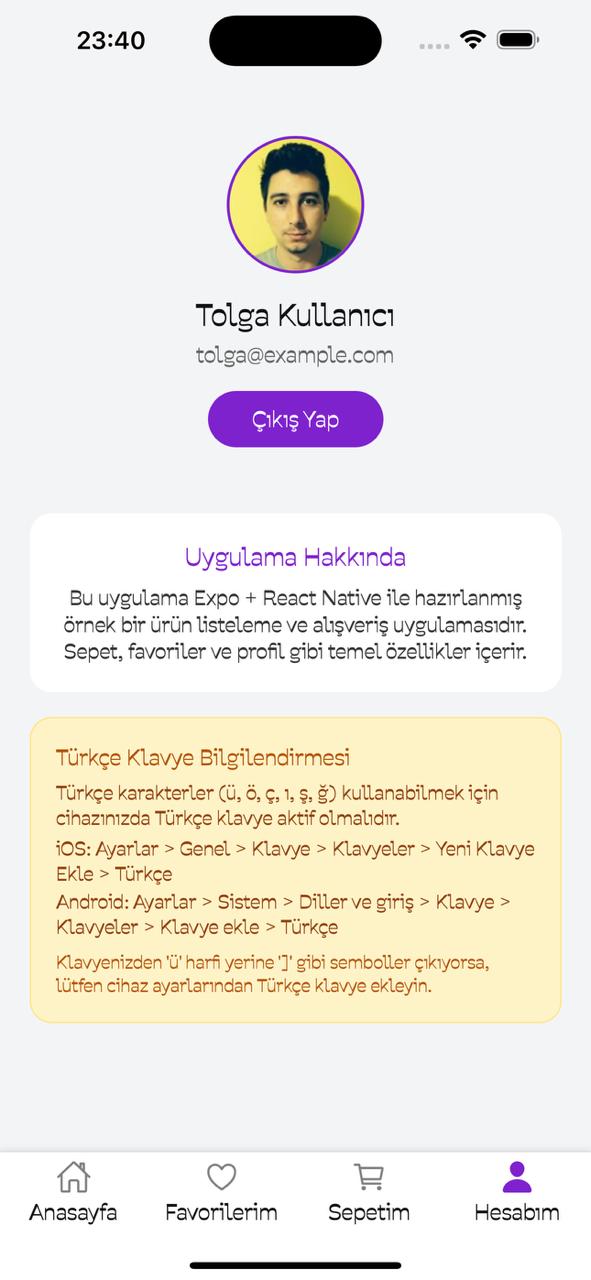 23:40
Tolga Kullanıcı
tolga@example.com
Çıkış Yap
Uygulama Hakkında
Bu uygulama Expo + React Native ile hazırlanmış
örnek bir ürün listeleme ve alışveriş uygulamasıdır.
Sepet, favoriler ve profil gibi temel özellikler içerir.
Türkçe Klavye Bilgilendirmesi
Türkçe karakterler (ü, ö, ç, ı, ş, ğ) kullanabilmek için
cihazınızda Türkçe klavye aktif olmalıdır.
iOS: Ayarlar > Genel > Klavye > Klavyeler > Yeni Klavye
Ekle > Türkçe
Android: Ayarlar > Sistem > Diller ve giriş > Klavye >
Klavyeler > Klavye ekle > Türkçe
Klavyenizden 'ü' harfi yerine ']' gibi semboller çıkıyorsa,
lütfen cihaz ayarlarından Türkçe klavye ekleyin.
Anasayfa
Favorilerim
Sepetim
Hesabım